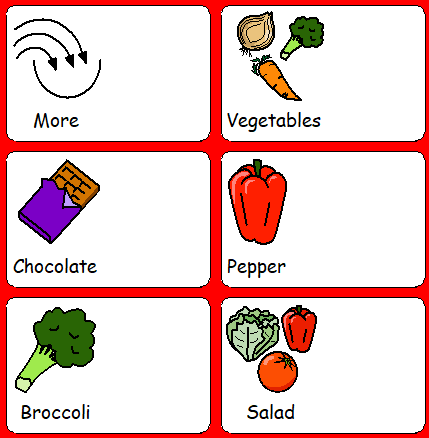 More
Vegetables
Chocolate
Pepper
Broccoli
Salad